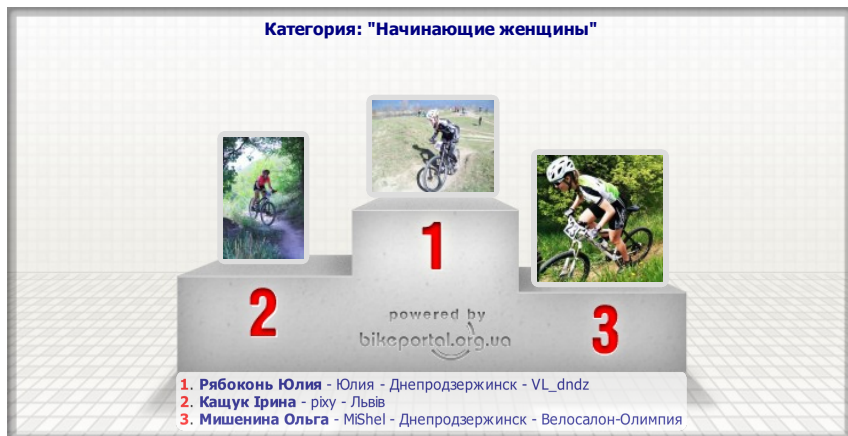 Категория: "Начинающие женщины"
1
2
3
powered by
bikeportal.org.ua
1. Рябоконь Юлия - Юлия - Днепродзержинск - VL_dndz
2. Кащук Ірина - pixy - Львів
3. Мишенина Ольга - MiShel - Днепродзержинск - Велосалон-Олимпия